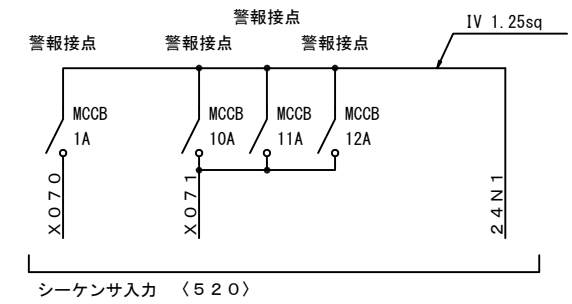 警報接点
IV 1.25sq
警報接点
警報接点
警報接点
MCCB
1A
MCCB
10A
MCCB
11A
MCCB
12A
X070
X071
24N1
シーケンサ入力 〈520〉